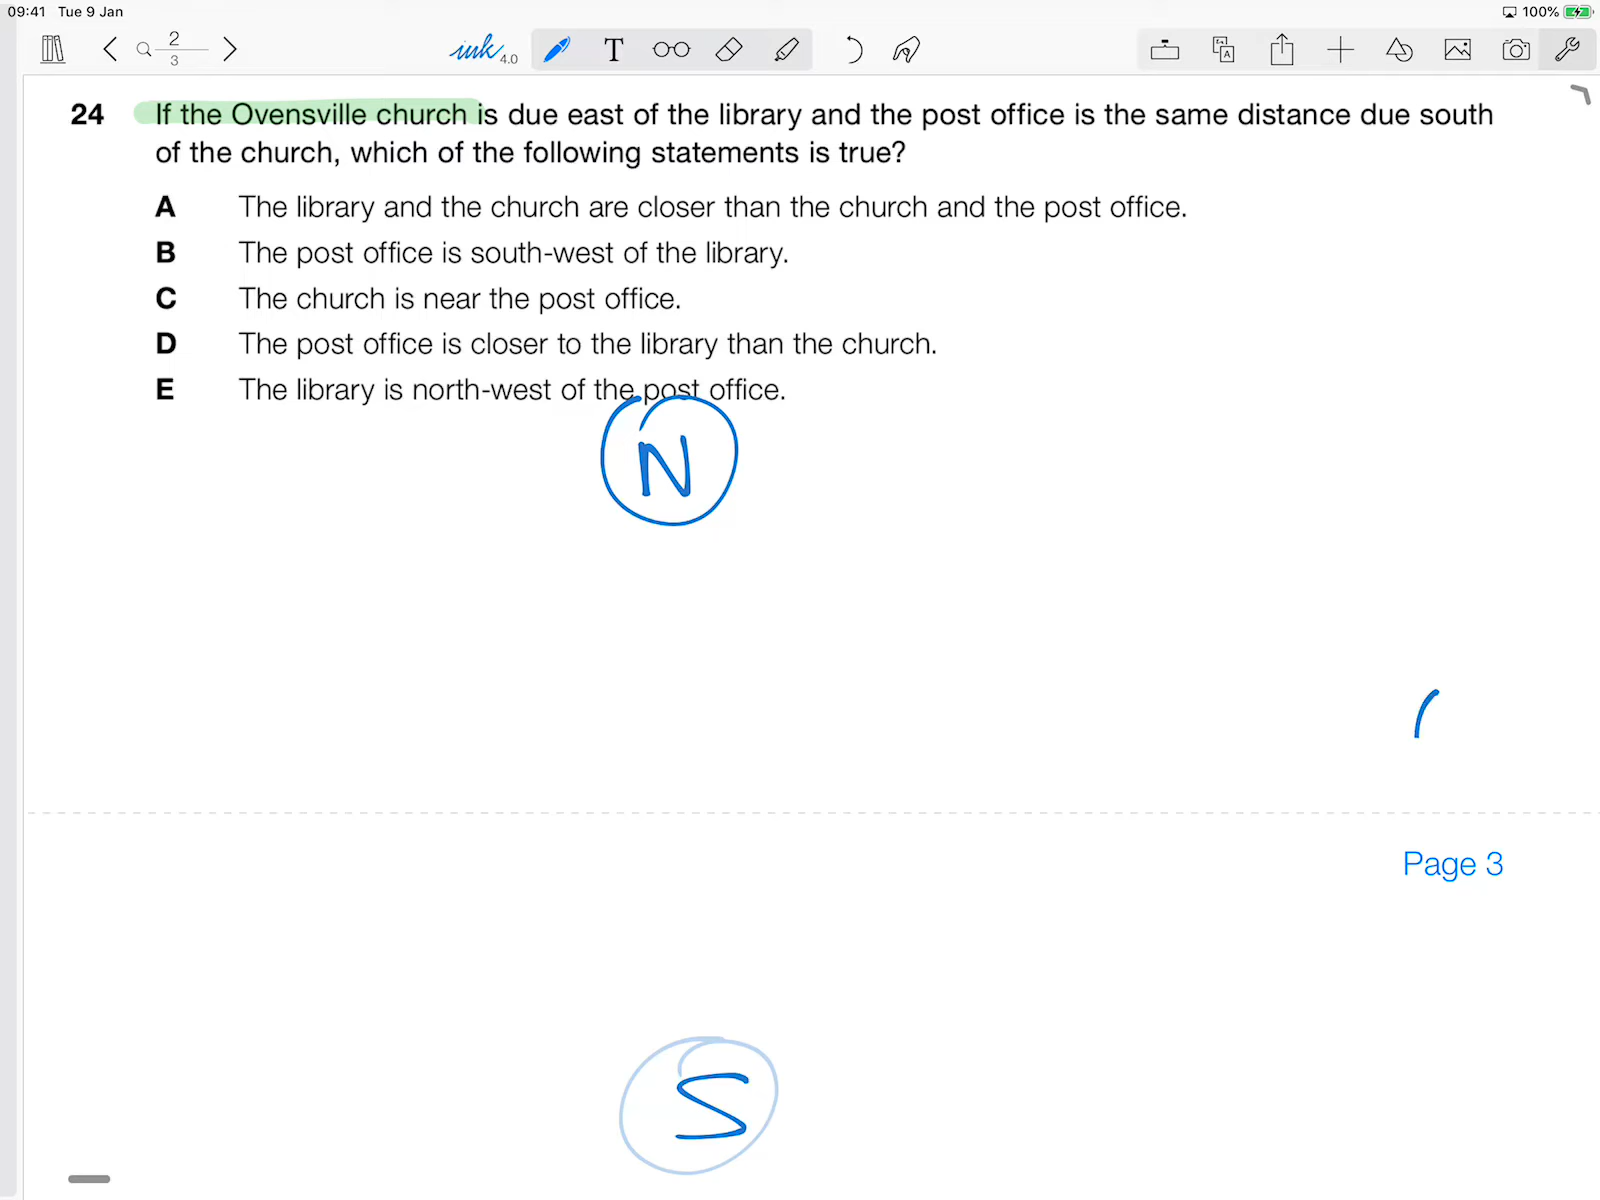 09:41 Tue 9 Jan
100%
2
3
ink 4.0
T
A
24 If the Ovensville church is due east of the library and the post office is the same distance due south
of the church, which of the following statements is true?
A The library and the church are closer than the church and the post office.
B The post office is south-west of the library.
C The church is near the post office.
D The post office is closer to the library than the church.
E The library is north-west of the post office.
N
Page 3
S